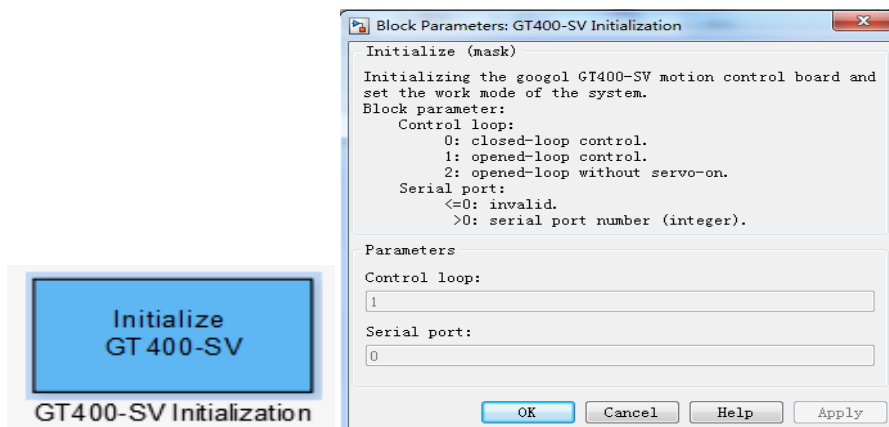 Block Parameters: GT400-SV Initialization
Initialize (mask)
Initializing the googol GT400-SV motion control board and
set the work mode of the system.
Block parameter:
Control loop:
0: closed-loop control.
1: opened-loop control.
2: opened-loop without servo-on.
Serial port:
<=0: invalid.
>0: serial port number (integer).
Parameters
Control loop:
1
Serial port:
0
OK Cancel Help Apply
Initialize
GT400-SV
GT400-SV Initialization